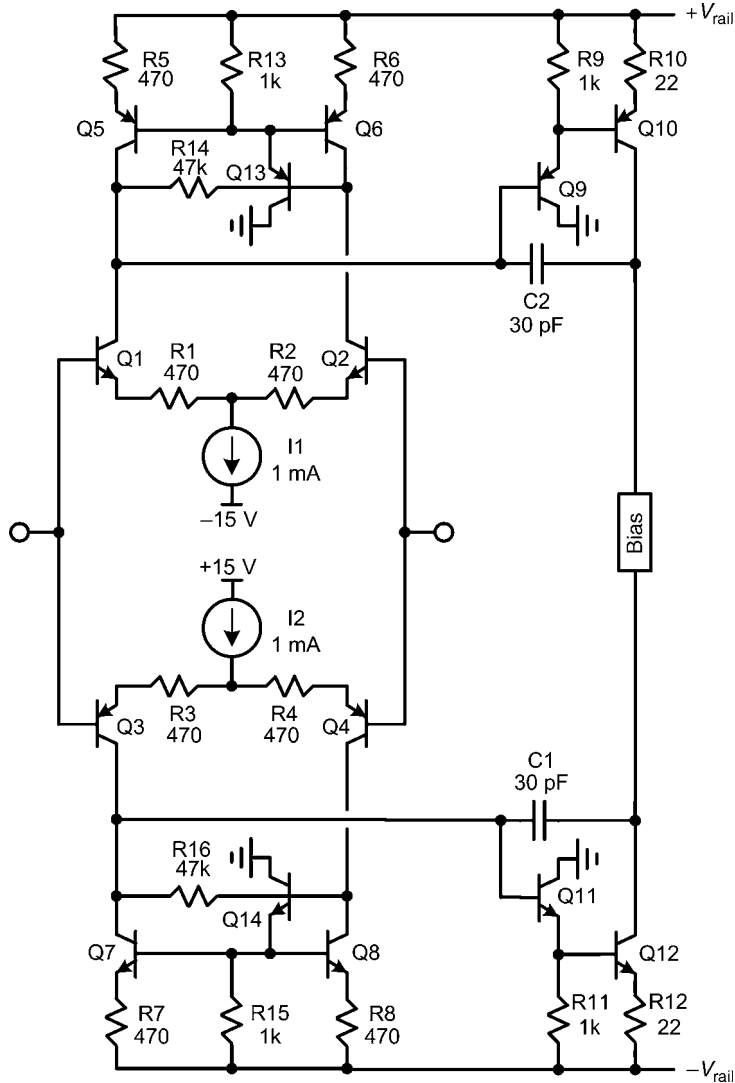 +Vrail
R5
470
R13
1k
R6
470
R9
1k
R10
22
Q5
Q6
Q10
R14
47k
Q13
Q9
C2
30 pF
Q1
R1
470
R2
470
Q2
I1
1 mA
−15 V
+15 V
Bias
I2
1 mA
Q3
R3
470
R4
470
Q4
C1
30 pF
R16
47k
Q14
Q11
Q7
Q8
Q12
R7
470
R15
1k
R8
470
R11
1k
R12
22
−Vrail